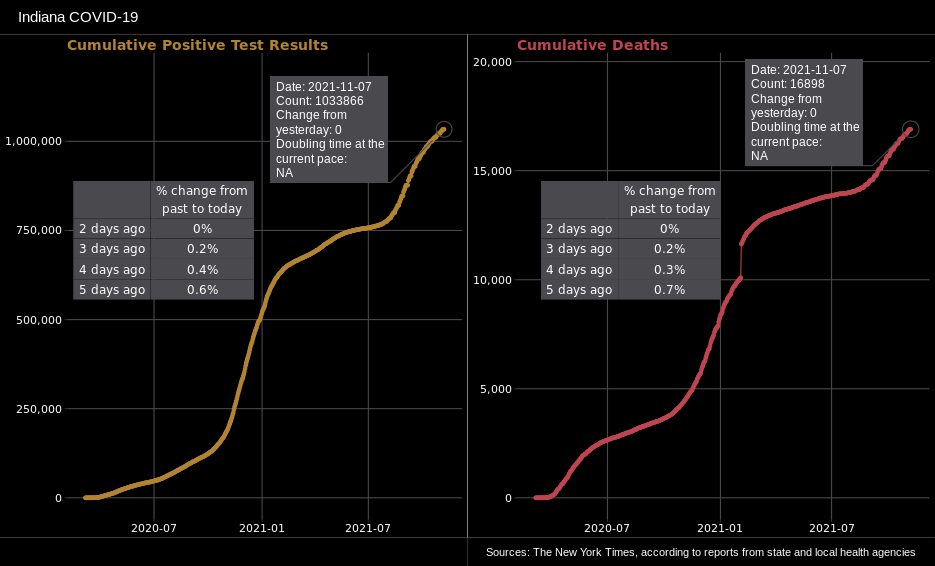 Indiana COVID-19
Cumulative Positive Test Results
Date: 2021-11-07
Count: 1033866
Change from
yesterday: 0
Doubling time at the
current pace:
NA
1,000,000
750,000
500,000
250,000
0
% change from
past to today
2 days ago 0%
3 days ago 0.2%
4 days ago 0.4%
5 days ago 0.6%
2020-07 2021-01 2021-07
Cumulative Deaths
Date: 2021-11-07
Count: 16898
Change from
yesterday: 0
Doubling time at the
current pace:
NA
20,000
15,000
10,000
5,000
0
% change from
past to today
2 days ago 0%
3 days ago 0.2%
4 days ago 0.3%
5 days ago 0.7%
2020-07 2021-01 2021-07
Sources: The New York Times, according to reports from state and local health agencies